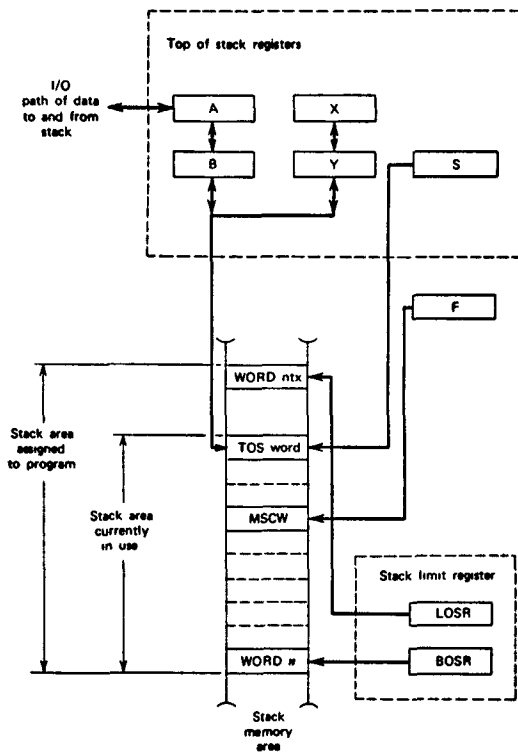 Top of stack registers
I/O
path of data
to and from
stack
A
X
B
Y
S
F
WORD ntx
Stack area
assigned
to program
TOS word
Stack area
currently
in use
MSCW
Stack limit register
LOSR
WORD n
BOSR
Stack
memory
area